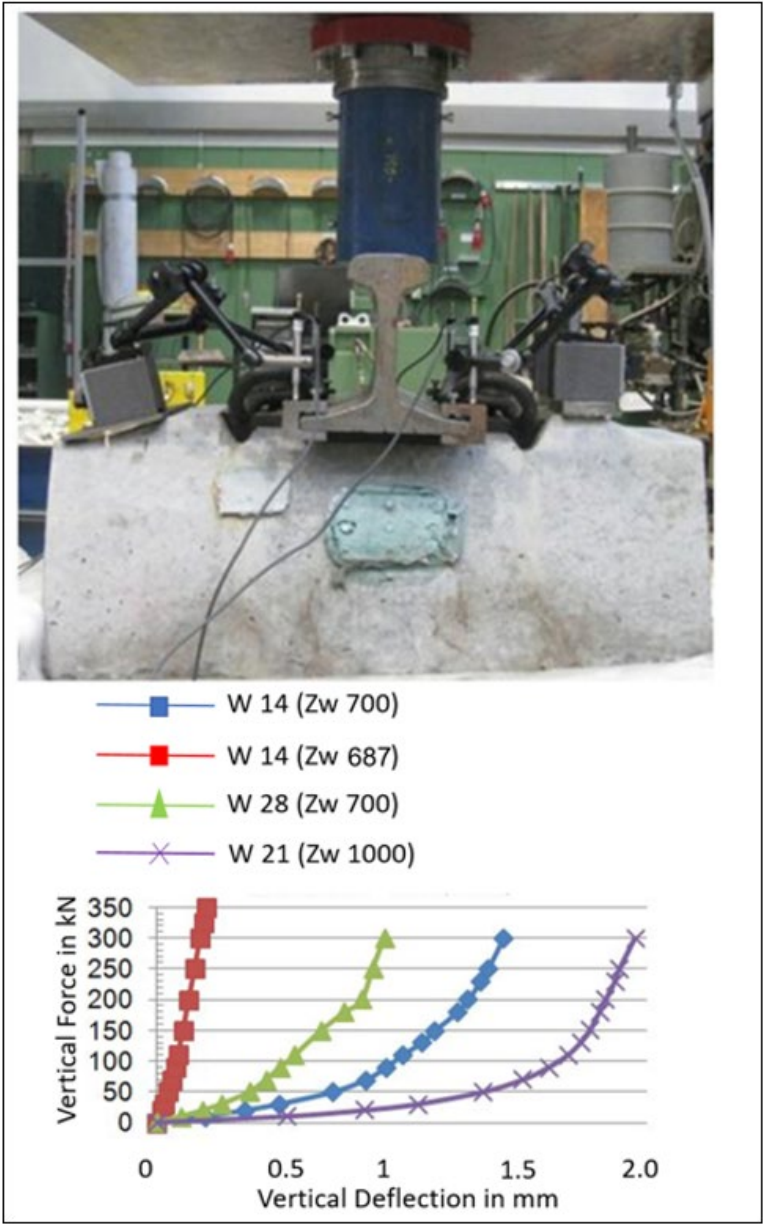 W 14 (Zw 700)
W 14 (Zw 687)
W 28 (Zw 700)
W 21 (Zw 1000)
Vertical Force in kN
350
300
250
200
150
100
50
0
0 0.5 1 1.5 2.0
Vertical Deflection in mm